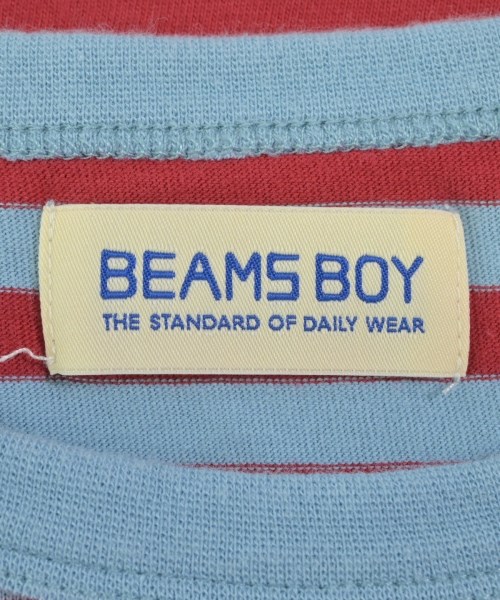 BEAMS BOY
THE STANDARD OF DAILY WEAR